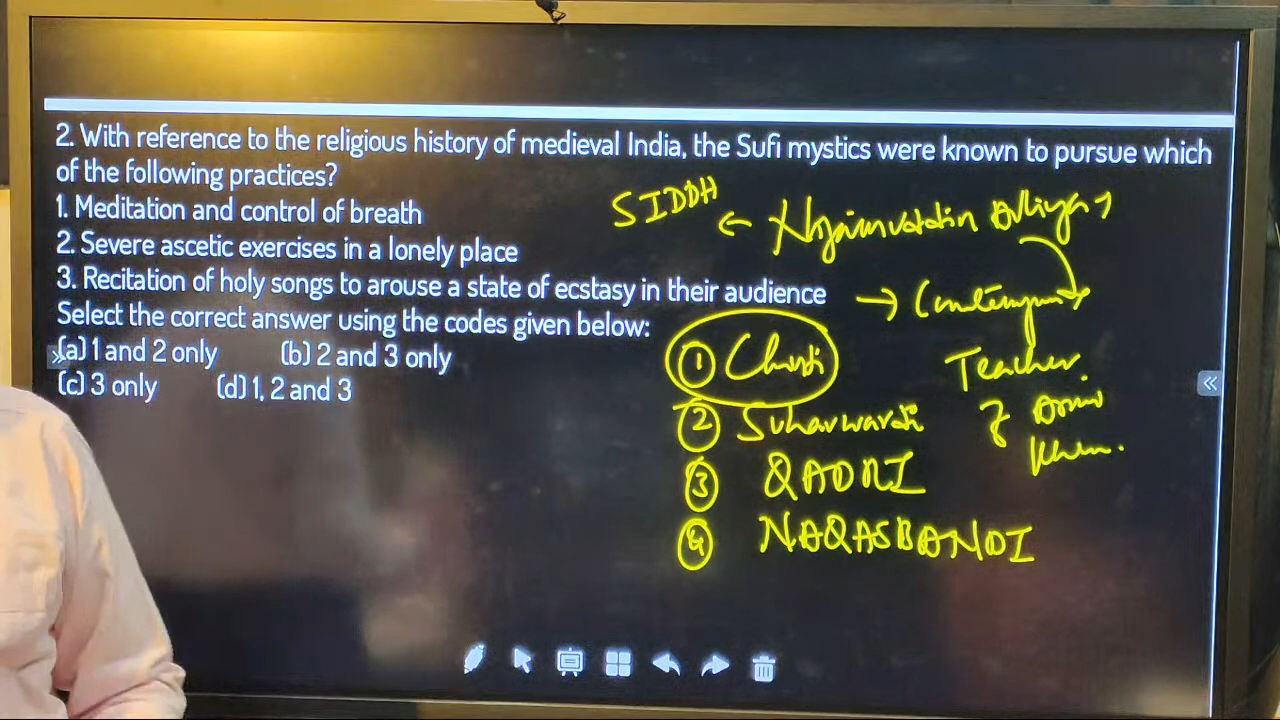 2. With reference to the religious history of medieval India, the Sufi mystics were known to pursue which
of the following practices?
1. Meditation and control of breath
2. Severe ascetic exercises in a lonely place
3. Recitation of holy songs to arouse a state of ecstasy in their audience
Select the correct answer using the codes given below:
(a) 1 and 2 only (b) 2 and 3 only
(c) 3 only (d) 1, 2 and 3
SIDDH ←
→
① Chisti
Teacher
② Suharwardi
③ QADRI
④ NAQASBANDI